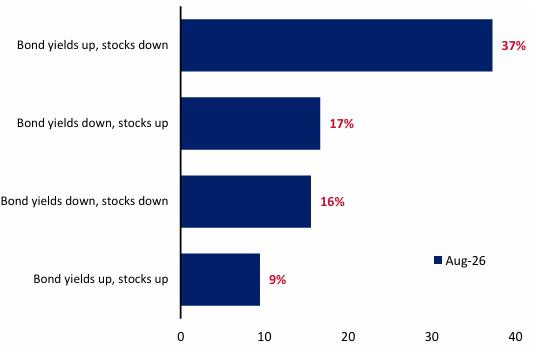 Bond yields up, stocks down
37%
Bond yields down, stocks up
17%
Bond yields down, stocks down
16%
Bond yields up, stocks up
9%
Aug-26
0 10 20 30 40